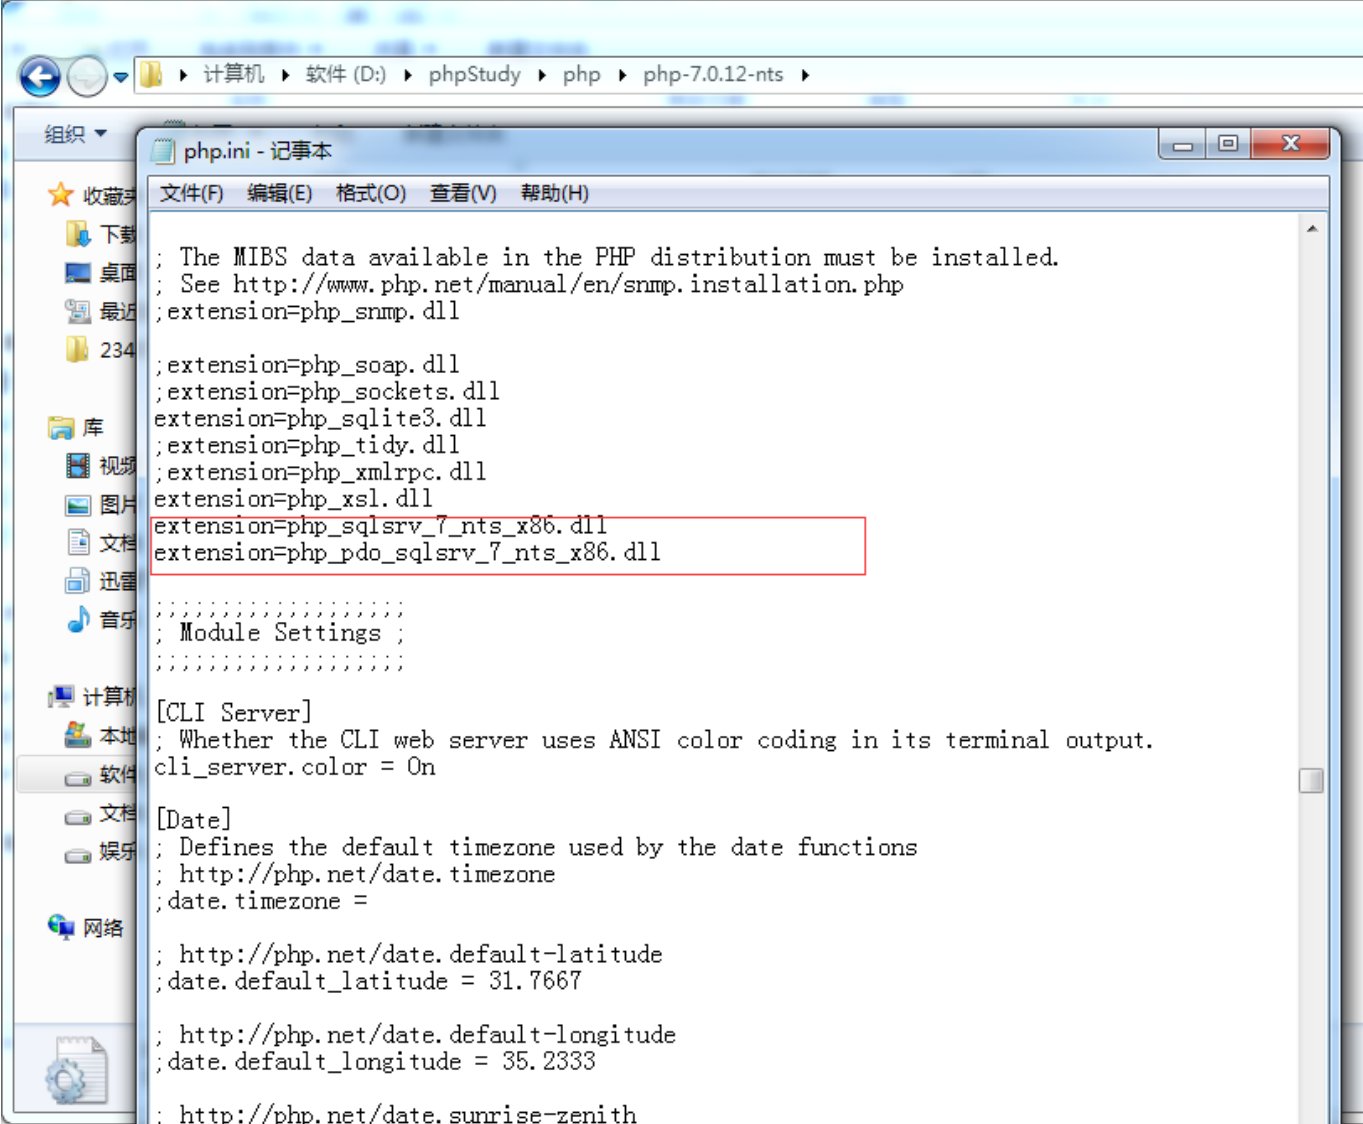 计算机 软件 (D:) phpStudy php php-7.0.12-nts
组织
php.ini - 记事本
文件(F) 编辑(E) 格式(O) 查看(V) 帮助(H)
收藏夹
下载
桌面
最近
234
库
视频
图片
文档
迅雷
音乐
计算机
本地
软件
文档
娱乐
网络
; The MIBS data available in the PHP distribution must be installed.
; See http://www.php.net/manual/en/snmp.installation.php
;extension=php_snmp.dll
;extension=php_soap.dll
;extension=php_sockets.dll
extension=php_sqlite3.dll
;extension=php_tidy.dll
;extension=php_xmlrpc.dll
extension=php_xsl.dll
extension=php_sqlsrv_7_nts_x86.dll
extension=php_pdo_sqlsrv_7_nts_x86.dll
;;;;;;;;;;;;;;;;;;;
; Module Settings ;
;;;;;;;;;;;;;;;;;;;
[CLI Server]
; Whether the CLI web server uses ANSI color coding in its terminal output.
cli_server.color = On
[Date]
; Defines the default timezone used by the date functions
; http://php.net/date.timezone
;date.timezone =
; http://php.net/date.default-latitude
;date.default_latitude = 31.7667
; http://php.net/date.default-longitude
;date.default_longitude = 35.2333
; http://php.net/date.sunrise-zenith